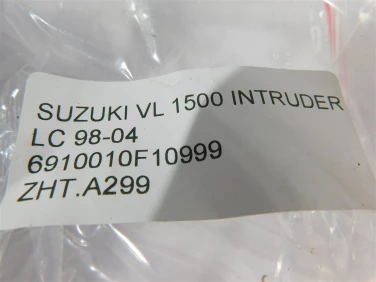 SUZUKI VL 1500 INTRUDER
LC 98-04
6910010F10999
ZHT.A299